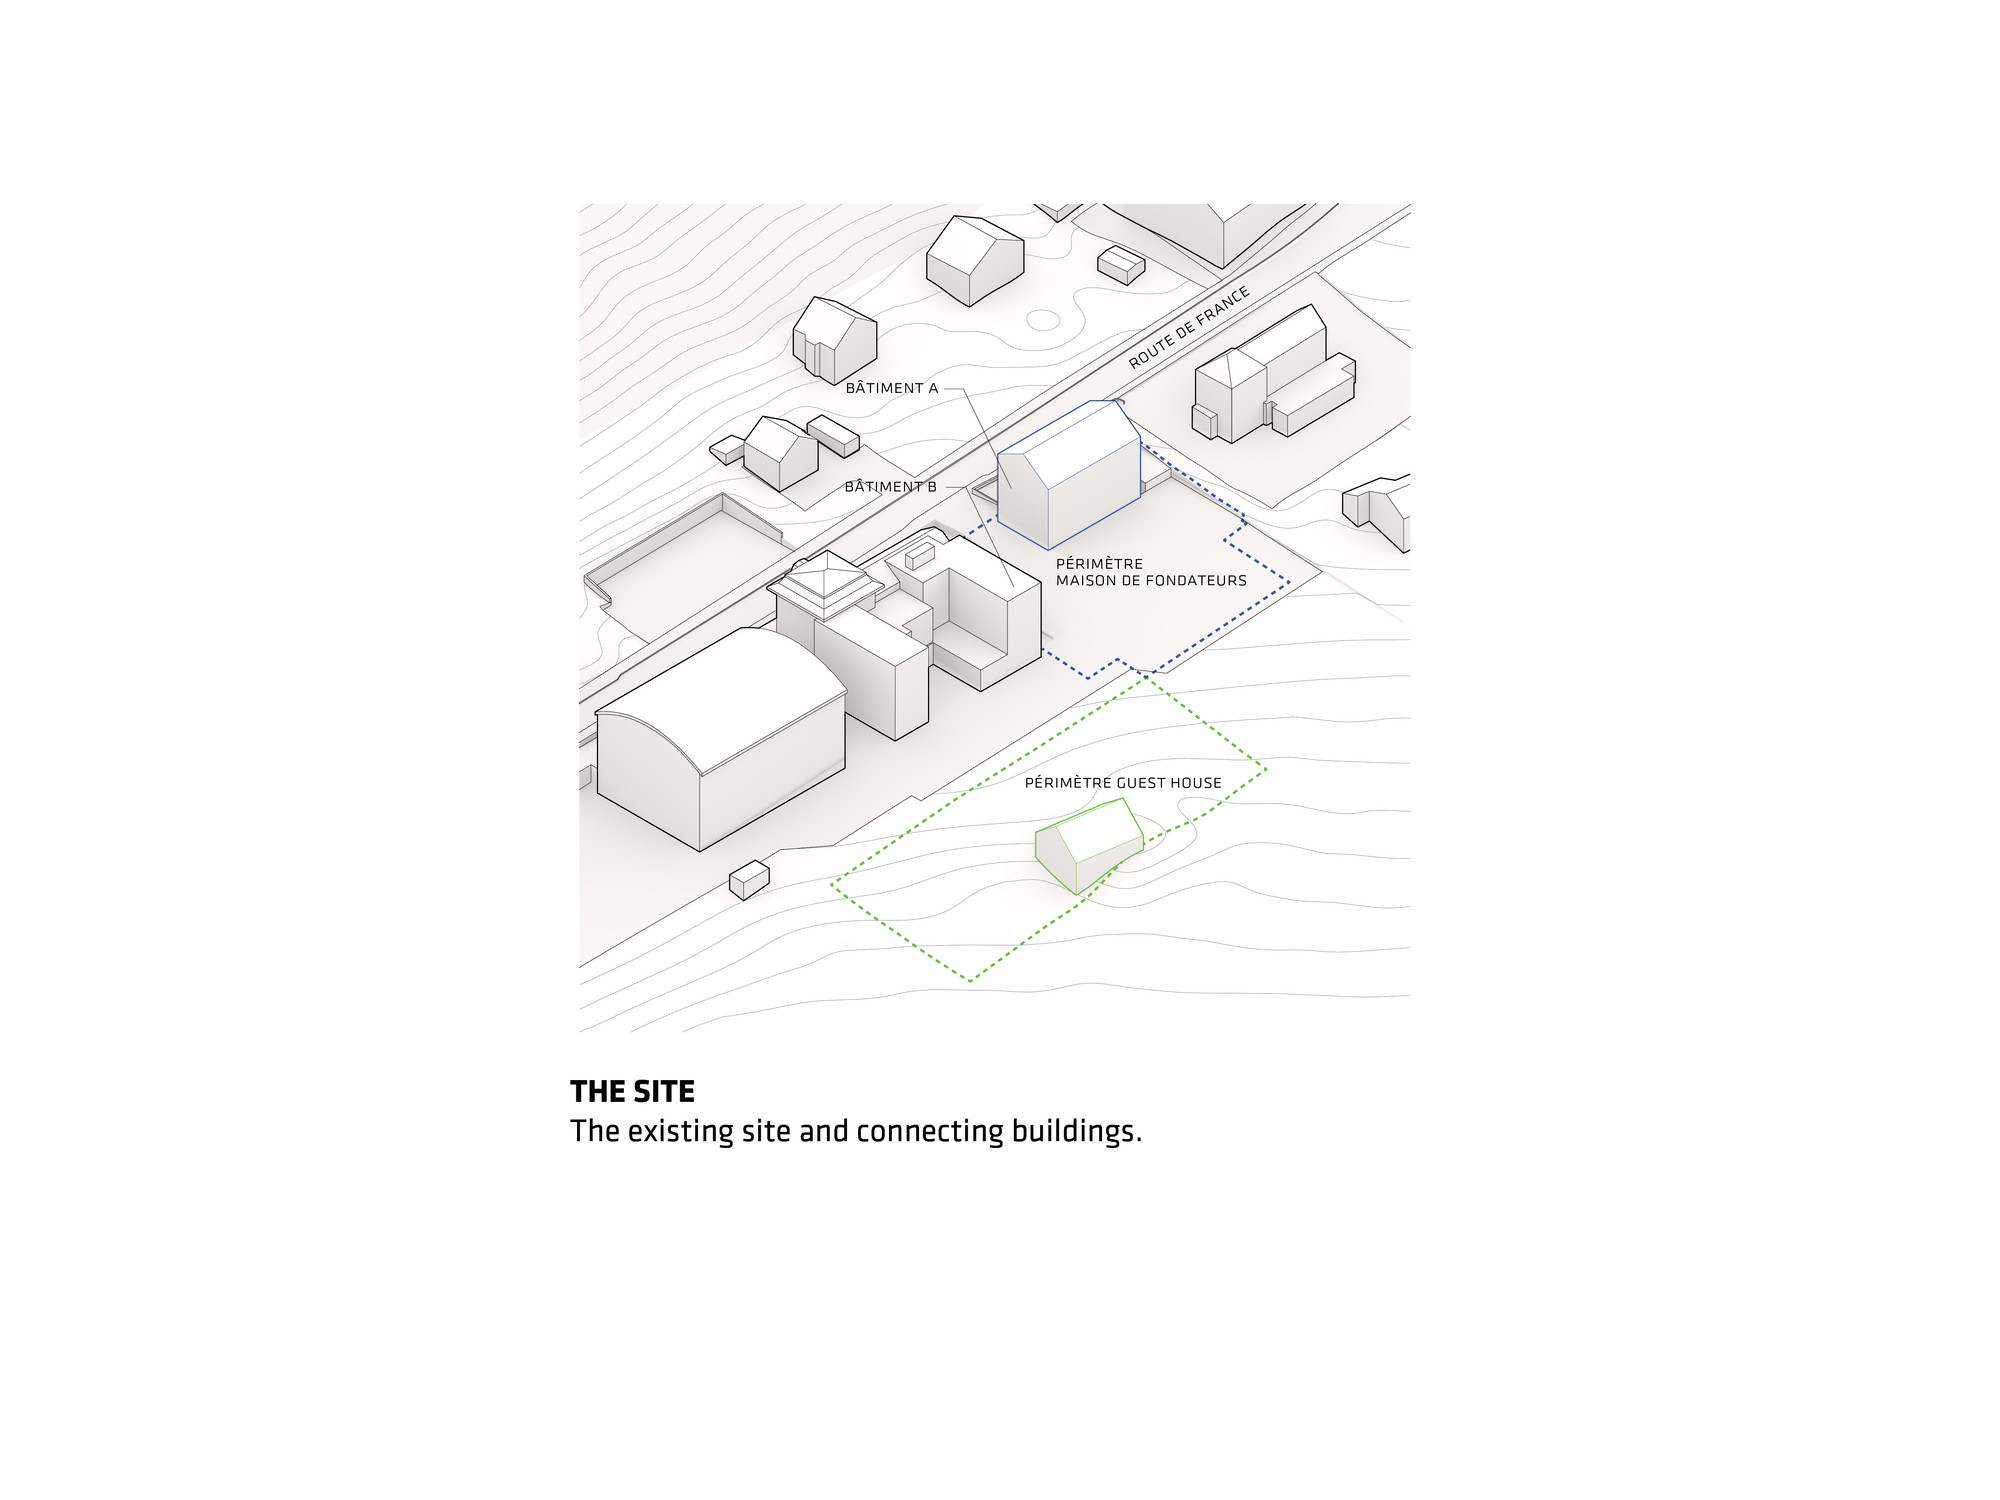 ROUTE DE FRANCE
BÂTIMENT A
BÂTIMENT B
PÉRIMÈTRE
MAISON DE FONDATEURS
PÉRIMÈTRE GUEST HOUSE
THE SITE
The existing site and connecting buildings.